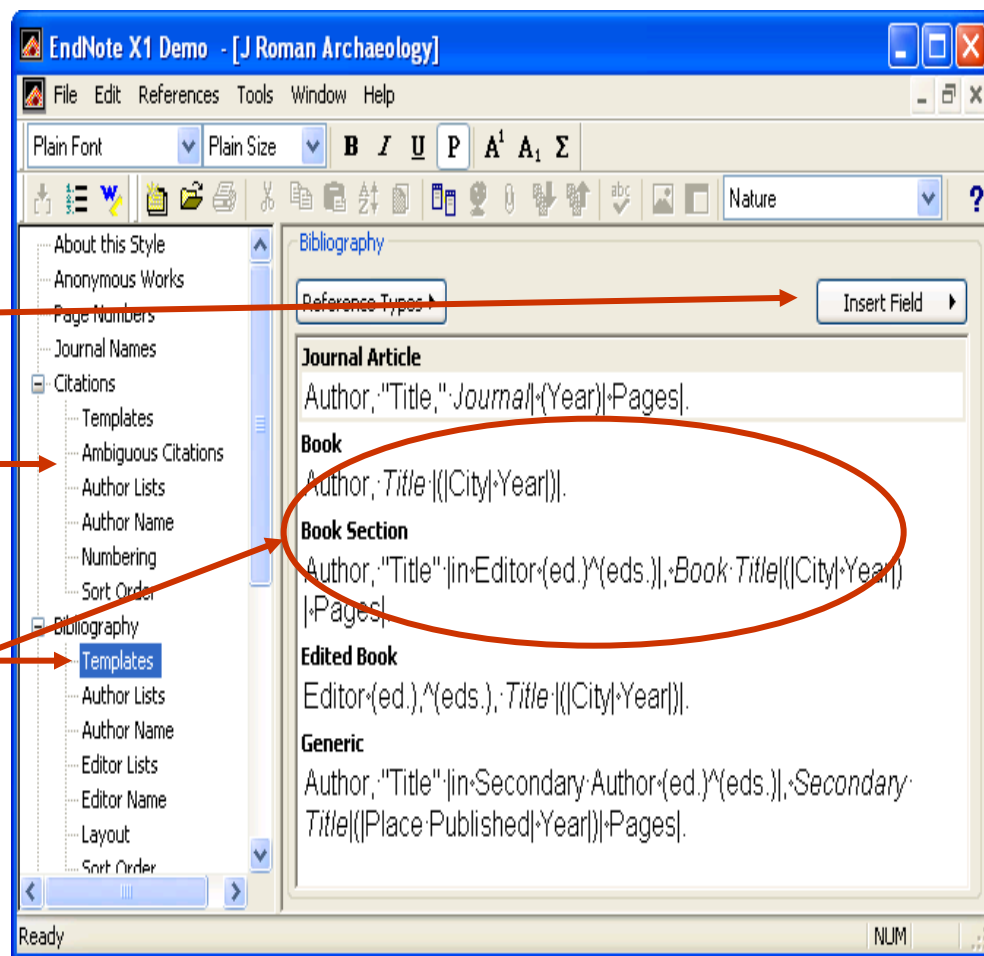 EndNote X1 Demo - [J Roman Archaeology]
File Edit References Tools Window Help
Plain Font Plain Size B I U P A¹ A₁ Σ
abc Nature ?
About this Style
Anonymous Works
Page Numbers
Journal Names
Citations
Templates
Ambiguous Citations
Author Lists
Author Name
Numbering
Sort Order
Bibliography
Templates
Author Lists
Author Name
Editor Lists
Editor Name
Layout
Sort Order
Bibliography
Reference Types Insert Field
Journal Article
Author,·"Title,"·Journal|·(Year)|·Pages|.
Book
Author,·Title·|(|City|·Year|)|.
Book Section
Author,·"Title"·|in·Editor·(ed.)^(eds.)|,·Book·Title|(|City|·Year|)
|·Pages|.
Edited Book
Editor·(ed.),^(eds.),·Title·|(|City|·Year|)|.
Generic
Author,·"Title"·|in·Secondary·Author·(ed.)^(eds.)|,·Secondary·
Title|(|Place·Published|·Year|)|·Pages|.
Ready NUM